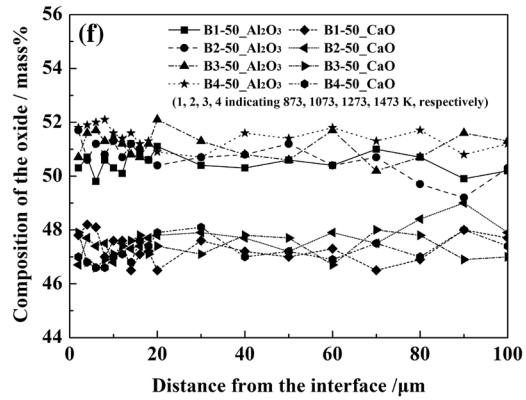 (f)
B1-50_Al₂O₃ B1-50_CaO
B2-50_Al₂O₃ B2-50_CaO
B3-50_Al₂O₃ B3-50_CaO
B4-50_Al₂O₃ B4-50_CaO
(1, 2, 3, 4 indicating 873, 1073, 1273, 1473 K, respectively)
Composition of the oxide / mass%
56
54
52
50
48
46
44
0 20 40 60 80 100
Distance from the interface /μm